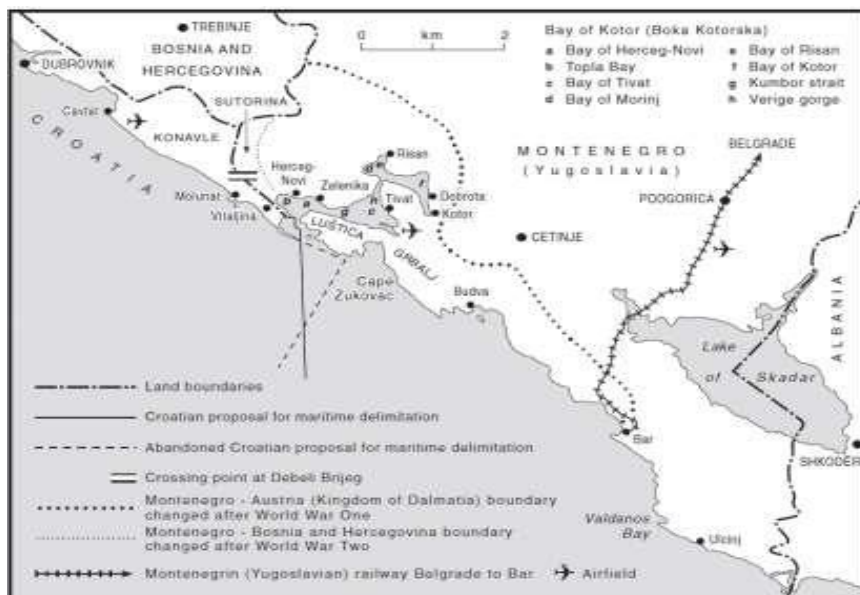 TREBINJE
BOSNIA AND
HERCEGOVINA
DUBROVNIK
SUTORINA
Cavtat
KONAVLE
CROATIA
0 km 2
Bay of Kotor (Boka Kotorska)
a Bay of Herceg-Novi
b Topla Bay
c Bay of Tivat
d Bay of Morinj
e Bay of Risan
f Bay of Kotor
g Kumbor strait
h Verige gorge
BELGRADE
MONTENEGRO
(Yugoslavia)
PODGORICA
Risan
d e
f
Herceg-
Novi
Zelenika
h
Dobrota
Kotor
Tivat
b a
g c
Molunat
Vitaljina
LUŠTICA
GRBALJ
CETINJE
Cape
Zukovac
Budva
ALBANIA
Lake
of Skadar
Bar
SHKODËR
Valdanos
Bay
Ulcinj
Land boundaries
Croatian proposal for maritime delimitation
Abandoned Croatian proposal for maritime delimitation
Crossing point at Debeli Brijeg
Montenegro - Austria (Kingdom of Dalmatia) boundary
changed after World War One
Montenegro - Bosnia and Hercegovina boundary
changed after World War Two
Montenegrin (Yugoslavian) railway Belgrade to Bar
Airfield